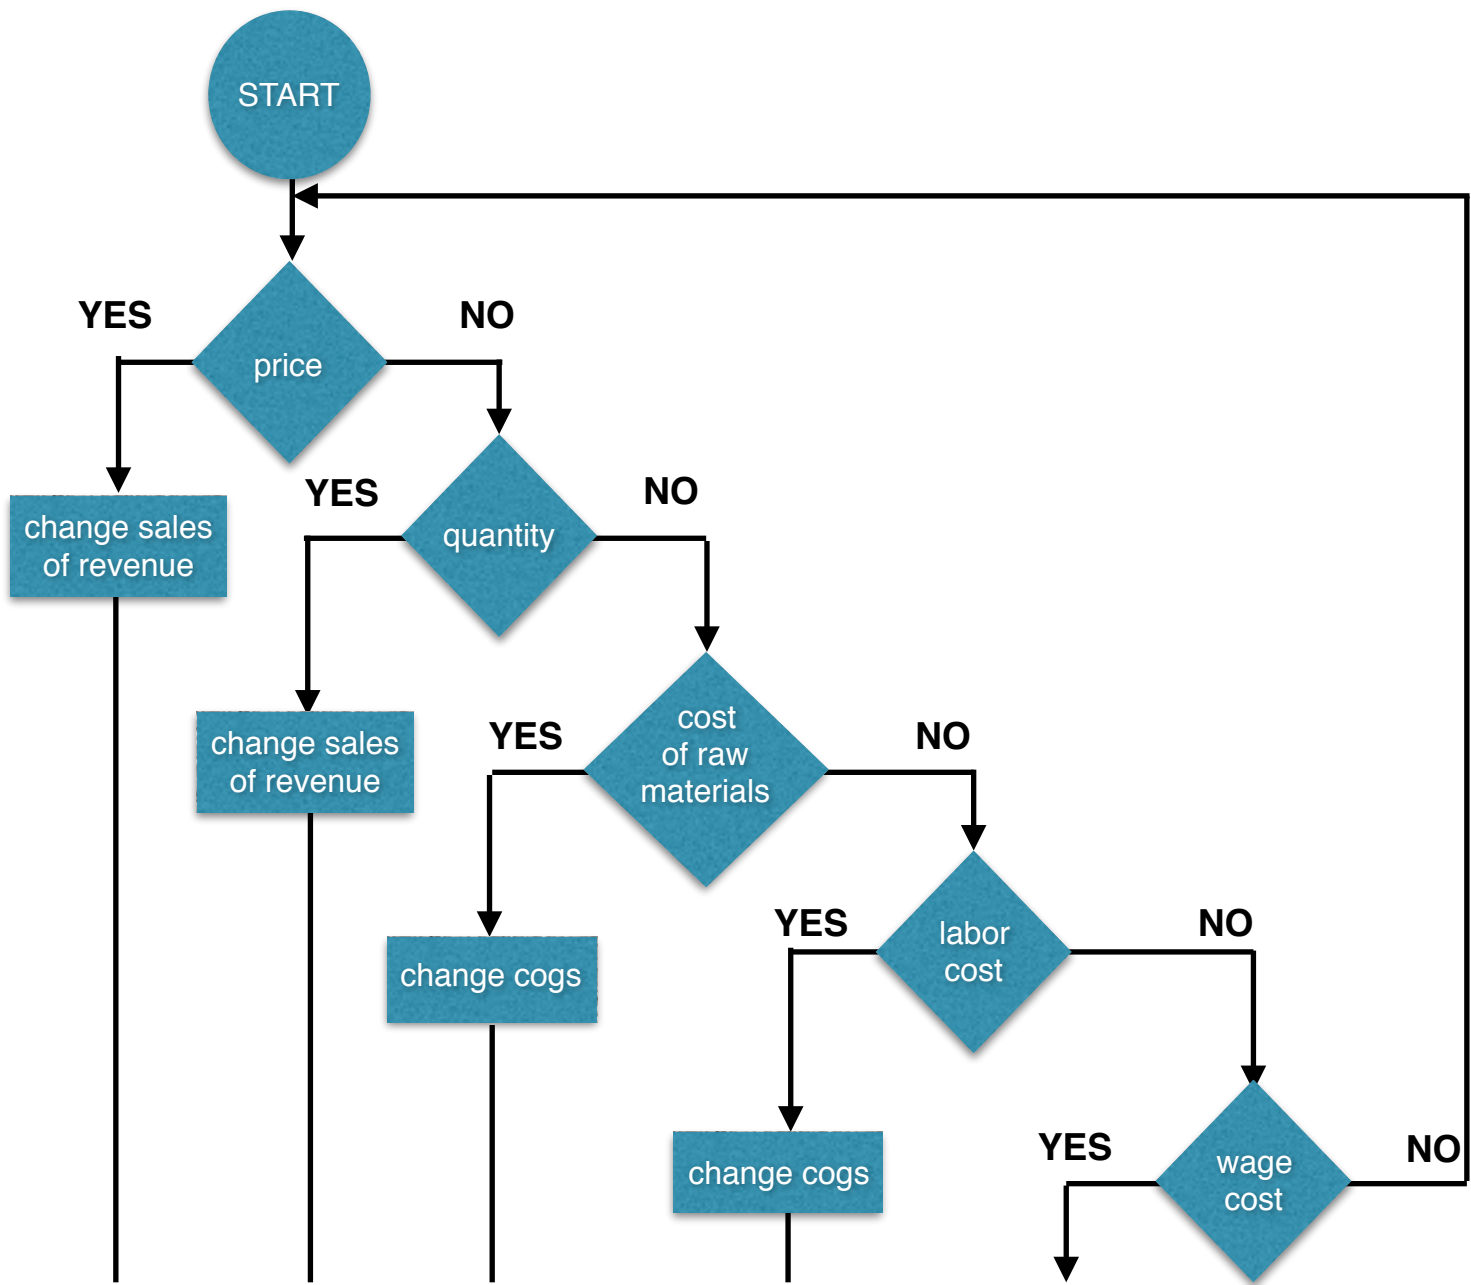 START
YES
NO
price
YES
NO
change sales
of revenue
quantity
YES
NO
cost
of raw
materials
change sales
of revenue
YES
NO
labor
cost
change cogs
YES
NO
wage
cost
change cogs